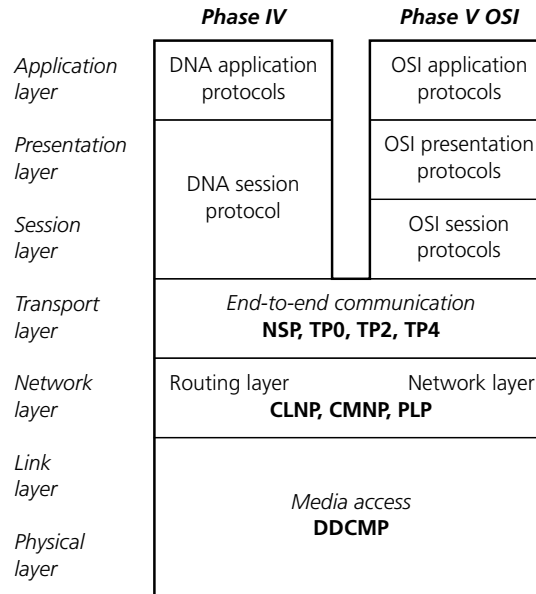 Phase IV
Phase V OSI
Application
layer
DNA application
protocols
OSI application
protocols
Presentation
layer
DNA session
protocol
OSI presentation
protocols
Session
layer
OSI session
protocols
Transport
layer
End-to-end communication
NSP, TP0, TP2, TP4
Network
layer
Routing layer
Network layer
CLNP, CMNP, PLP
Link
layer
Media access
DDCMP
Physical
layer